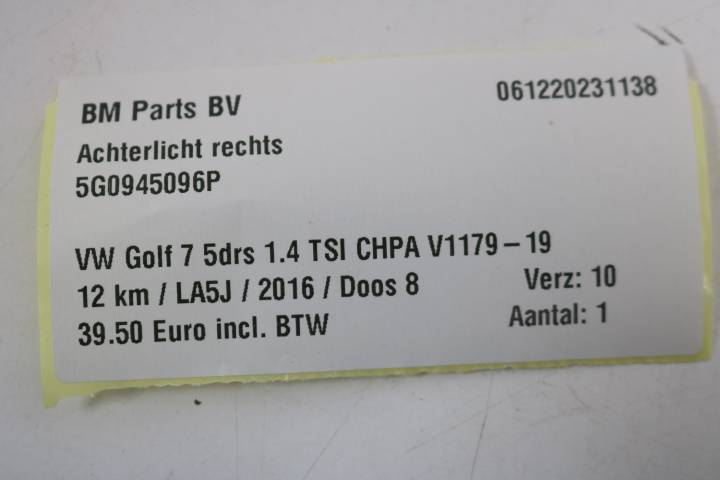 BM Parts BV 061220231138
Achterlicht rechts
5G0945096P
VW Golf 7 5drs 1.4 TSI CHPA V1179-19
12 km / LA5J / 2016 / Doos 8 Verz: 10
39.50 Euro incl. BTW Aantal: 1